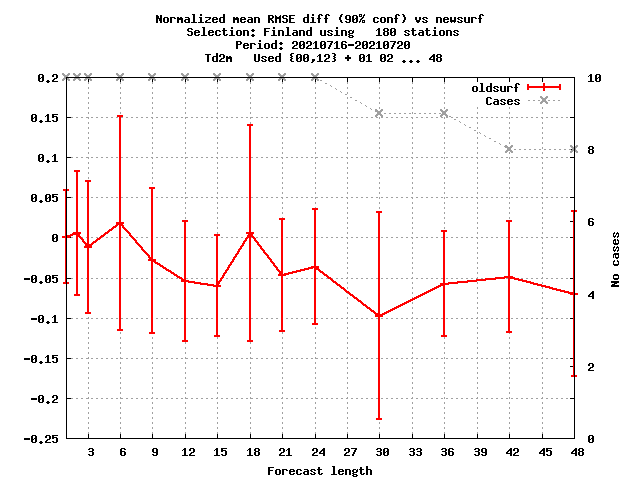 Normalized mean RMSE diff (90% conf) vs newsurf
Selection: Finland using   180 stations
Period: 20210716-20210720
Td2m   Used {00,12} + 01 02 ... 48
oldsurf
Cases
0.2
0.15
0.1
0.05
0
-0.05
-0.1
-0.15
-0.2
-0.25
10
8
6
4
2
0
No cases
3 6 9 12 15 18 21 24 27 30 33 36 39 42 45 48
Forecast length